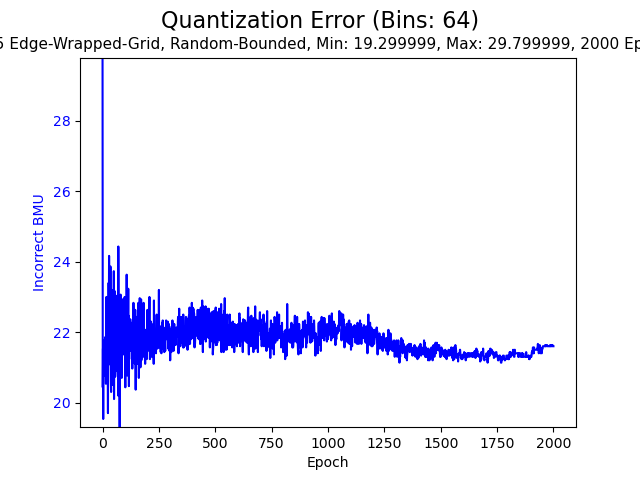 Quantization Error (Bins: 64)
5 Edge-Wrapped-Grid, Random-Bounded, Min: 19.299999, Max: 29.799999, 2000 Ep
28
26
24
22
20
Incorrect BMU
0 250 500 750 1000 1250 1500 1750 2000
Epoch